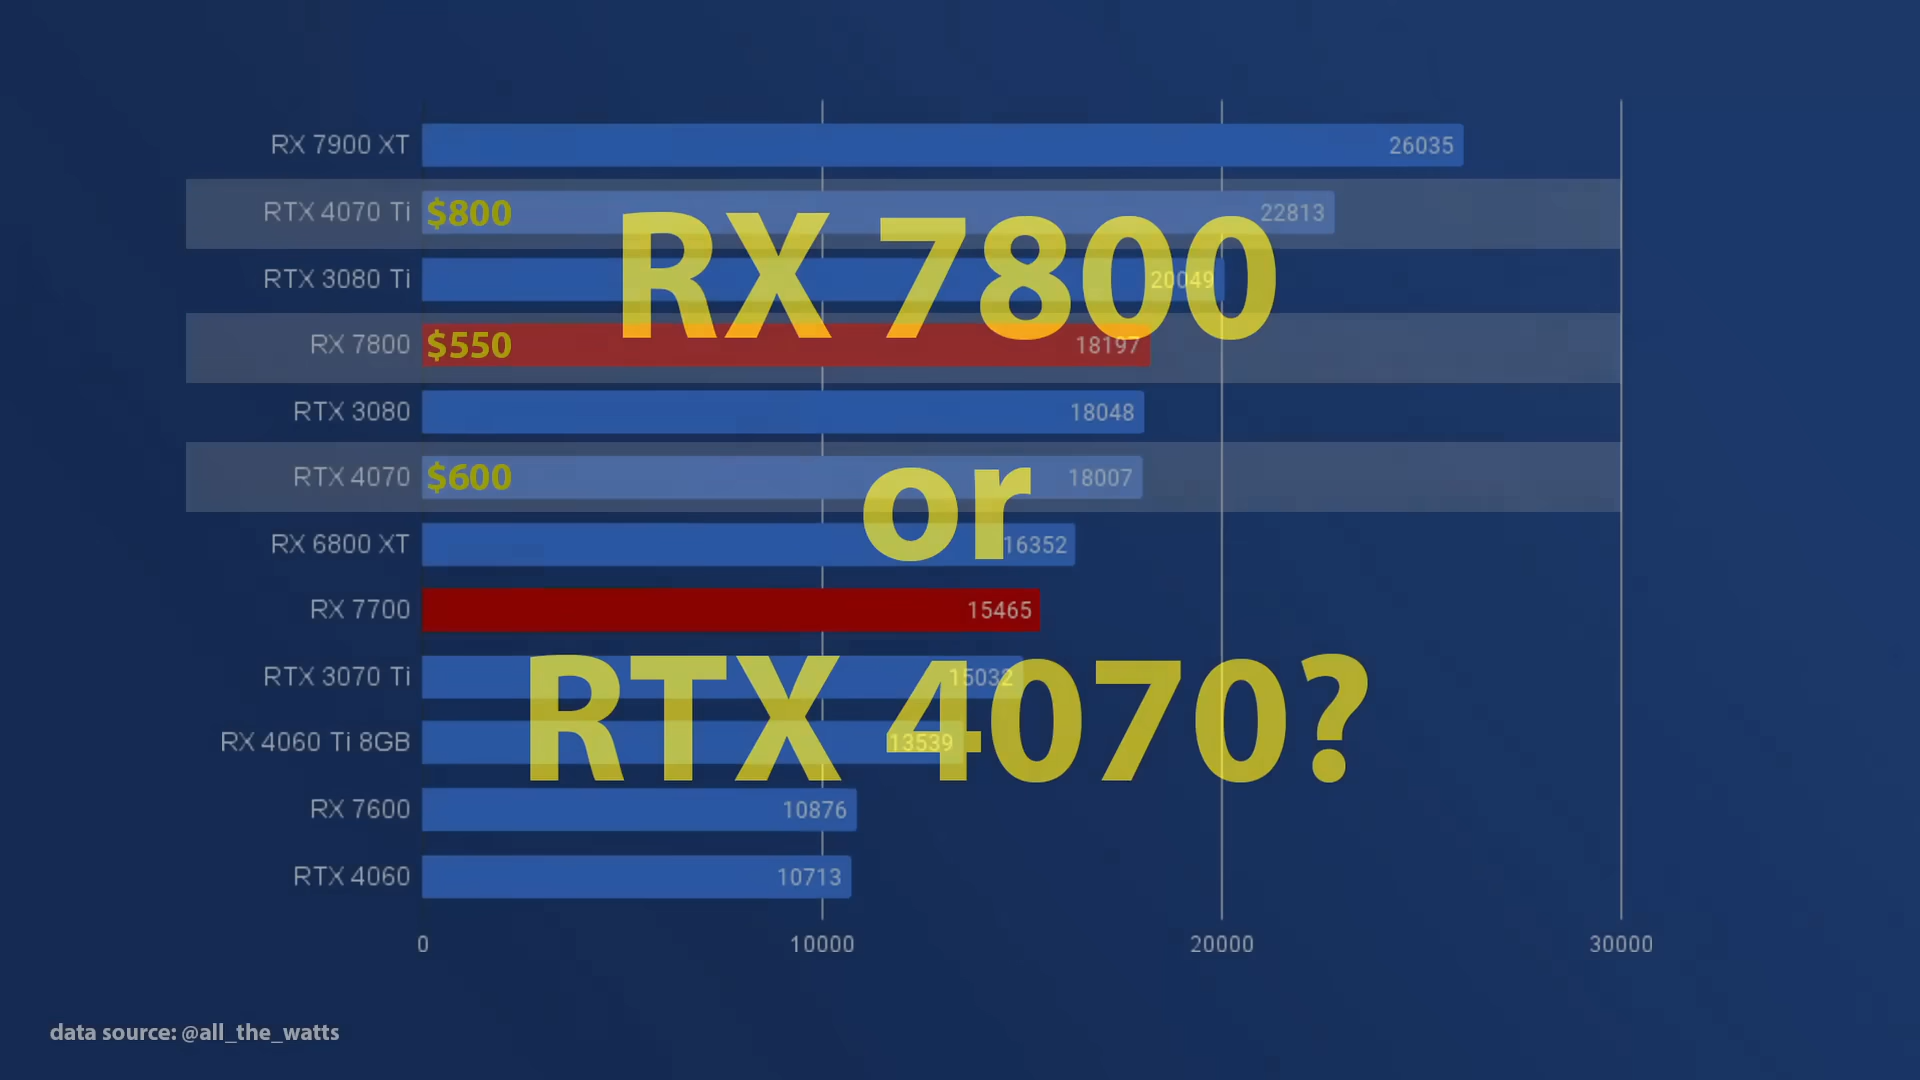 RX 7900 XT 26035
RTX 4070 Ti $800 22813
RX 7800
RTX 3080 Ti 20049
RX 7800 $550 18197
RTX 3080 18048
RTX 4070 $600 18007
or
RX 6800 XT 16352
RX 7700 15465
RTX 3070 Ti 15032
RTX 4070?
RX 4060 Ti 8GB 13539
RX 7600 10876
RTX 4060 10713
0 10000 20000 30000
data source: @all_the_watts